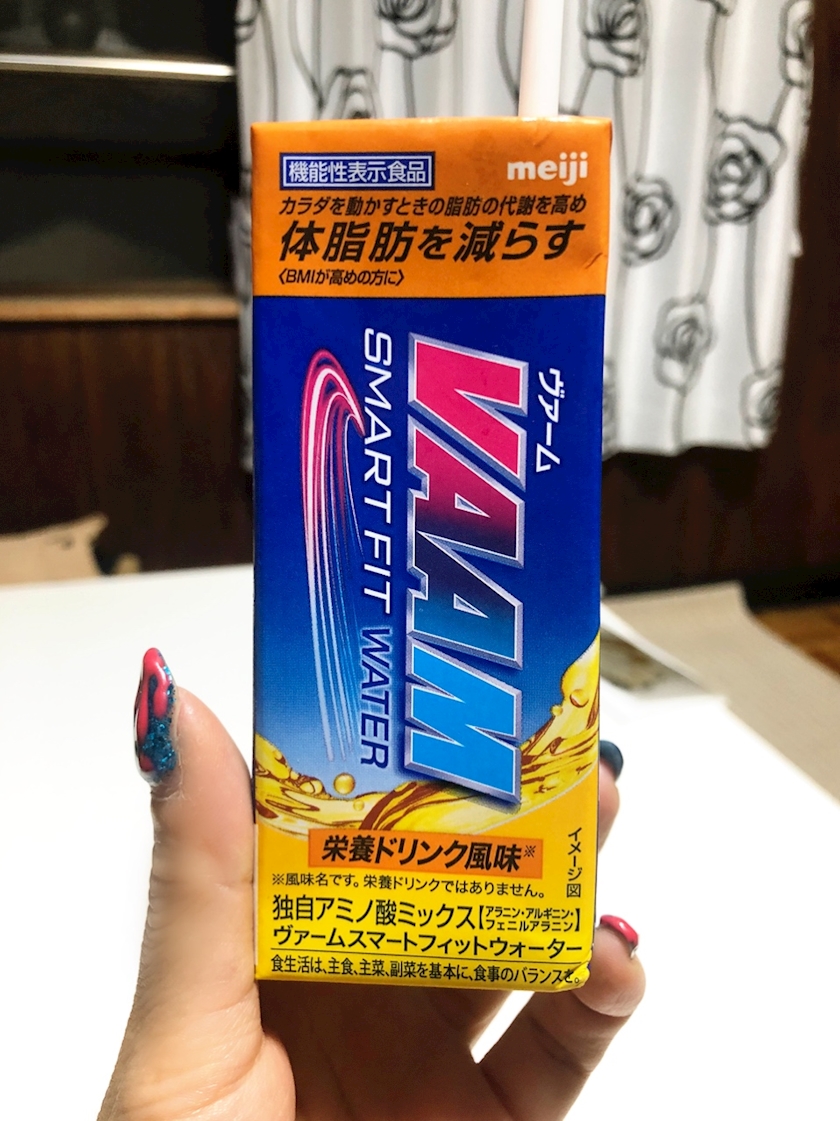 機能性表示食品
meiji
カラダを動かすときの脂肪の代謝を高め
体脂肪を減らす
〈BMIが高めの方に〉
ヴァーム
VAAM
SMART FIT WATER
イメージ図
栄養ドリンク風味※
※風味名です。栄養ドリンクではありません。
独自アミノ酸ミックス【アラニン・アルギニン・フェニルアラニン】
ヴァームスマートフィットウォーター
食生活は、主食、主菜、副菜を基本に、食事のバランスを。